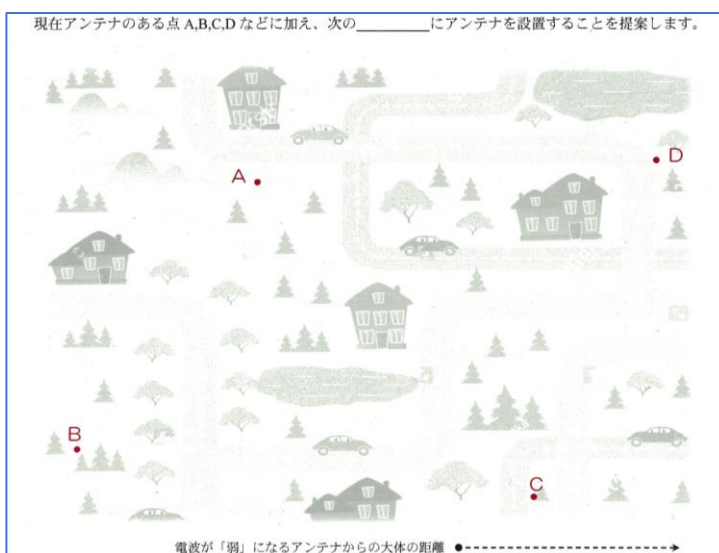 現在アンテナのある点 A,B,C,D などに加え、次の__________にアンテナを設置することを提案します。
A
D
B
C
電波が「弱」になるアンテナからの大体の距離